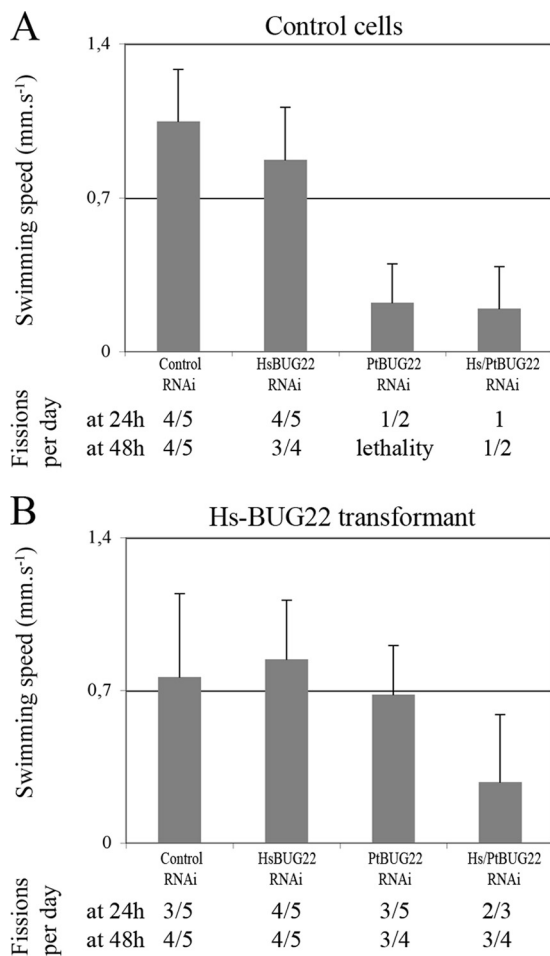 A
Control cells
Swimming speed (mm.s⁻¹)
1,4
0,7
0
Control HsBUG22 PtBUG22 Hs/PtBUG22
RNAi RNAi RNAi RNAi
Fissions
per day
at 24h 4/5 4/5 1/2 1
at 48h 4/5 3/4 lethality 1/2
B
Hs-BUG22 transformant
Swimming speed (mm.s⁻¹)
1,4
0,7
0
Control HsBUG22 PtBUG22 Hs/PtBUG22
RNAi RNAi RNAi RNAi
Fissions
per day
at 24h 3/5 4/5 3/5 2/3
at 48h 4/5 4/5 3/4 3/4